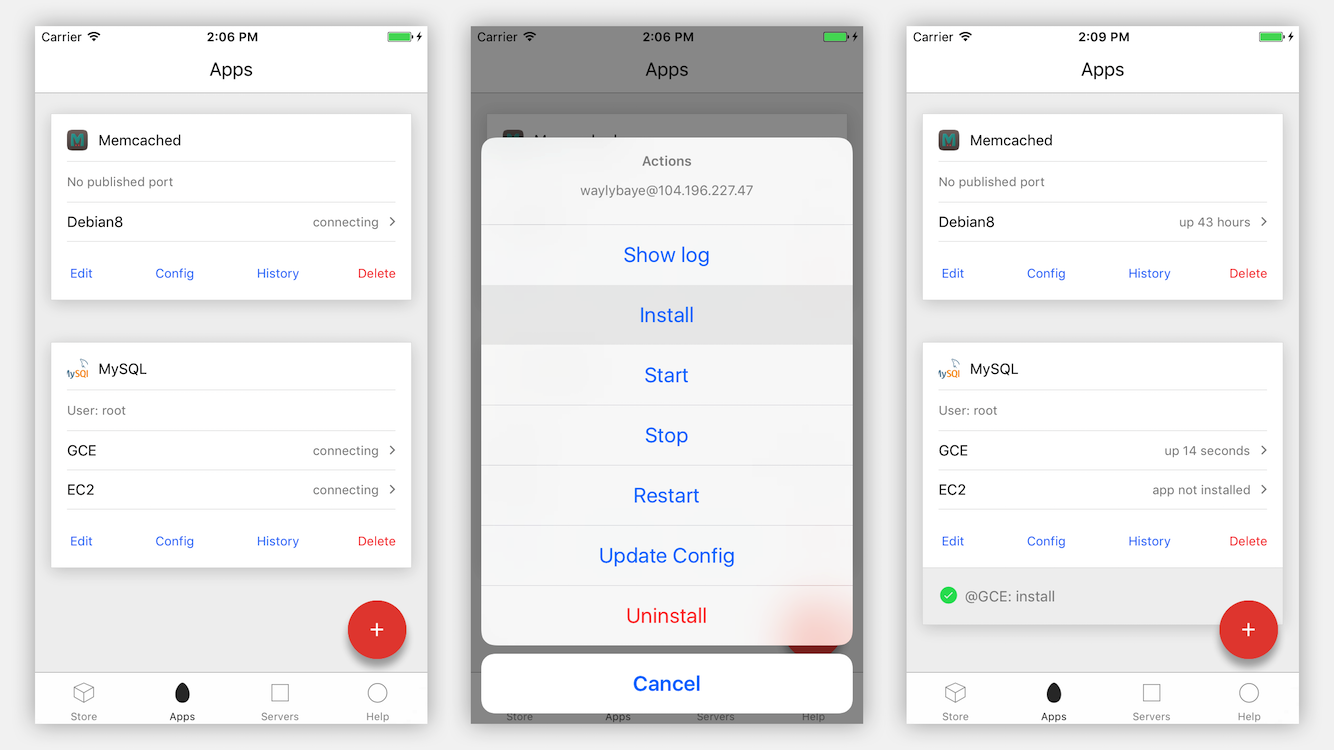 Carrier 2:06 PM
Apps
Memcached
No published port
Debian8 connecting
Edit Config History Delete
MySQL
User: root
GCE connecting
EC2 connecting
Edit Config History Delete
+
Store Apps Servers Help
Carrier 2:06 PM
Apps
Memcached
Actions
waylybaye@104.196.227.47
Show log
Install
Start
Stop
Restart
Update Config
Uninstall
Cancel
Store Apps Servers Help
Carrier 2:09 PM
Apps
Memcached
No published port
Debian8 up 43 hours
Edit Config History Delete
MySQL
User: root
GCE up 14 seconds
EC2 app not installed
Edit Config History Delete
@GCE: install
+
Store Apps Servers Help